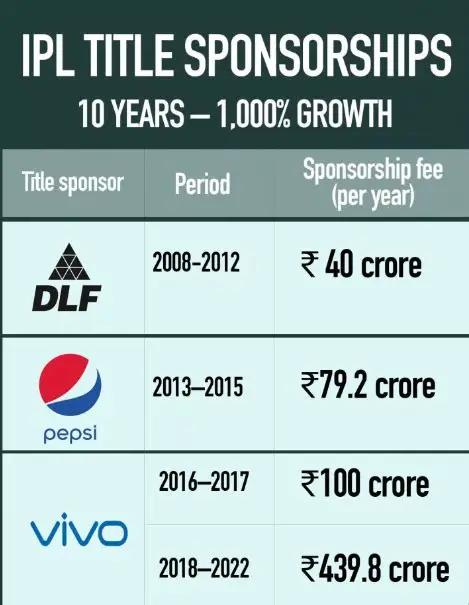 IPL TITLE SPONSORSHIPS
10 YEARS – 1,000% GROWTH
Title sponsor Period Sponsorship fee
(per year)
DLF 2008-2012 ₹ 40 crore
pepsi 2013–2015 ₹79.2 crore
vivo 2016–2017 ₹100 crore
2018–2022 ₹439.8 crore